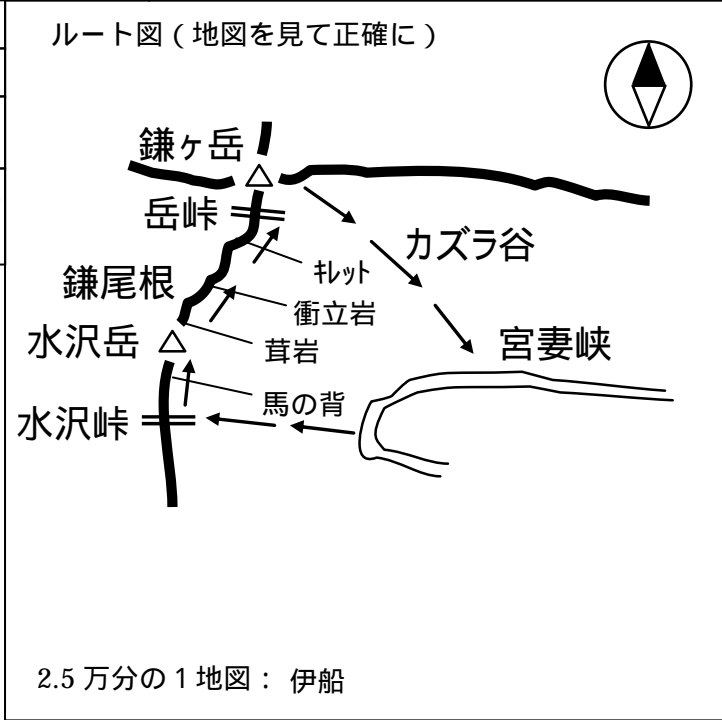 ルート図（地図を見て正確に）
鎌ヶ岳
岳峠
カズラ谷
ｷﾚｯﾄ
鎌尾根
衝立岩
水沢岳
茸岩
宮妻峡
馬の背
水沢峠
2.5 万分の１地図： 伊船